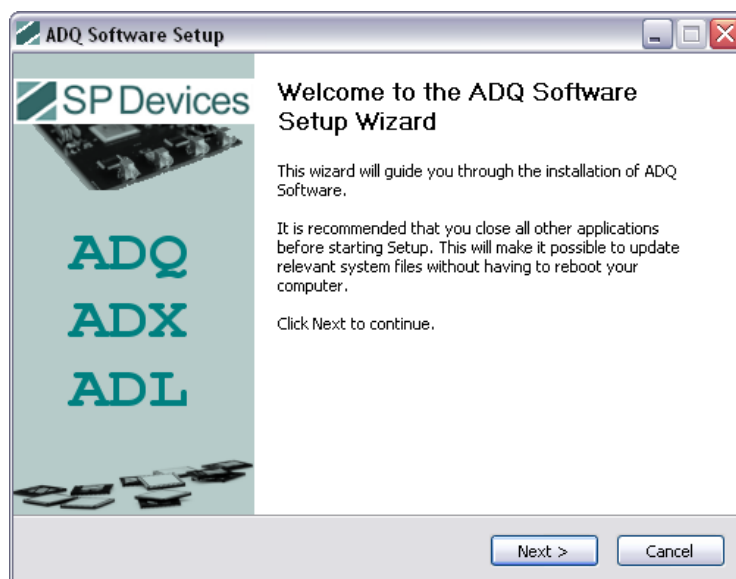 ADQ Software Setup
SP Devices
ADQ
ADX
ADL
Welcome to the ADQ Software
Setup Wizard
This wizard will guide you through the installation of ADQ
Software.
It is recommended that you close all other applications
before starting Setup. This will make it possible to update
relevant system files without having to reboot your
computer.
Click Next to continue.
Next >
Cancel